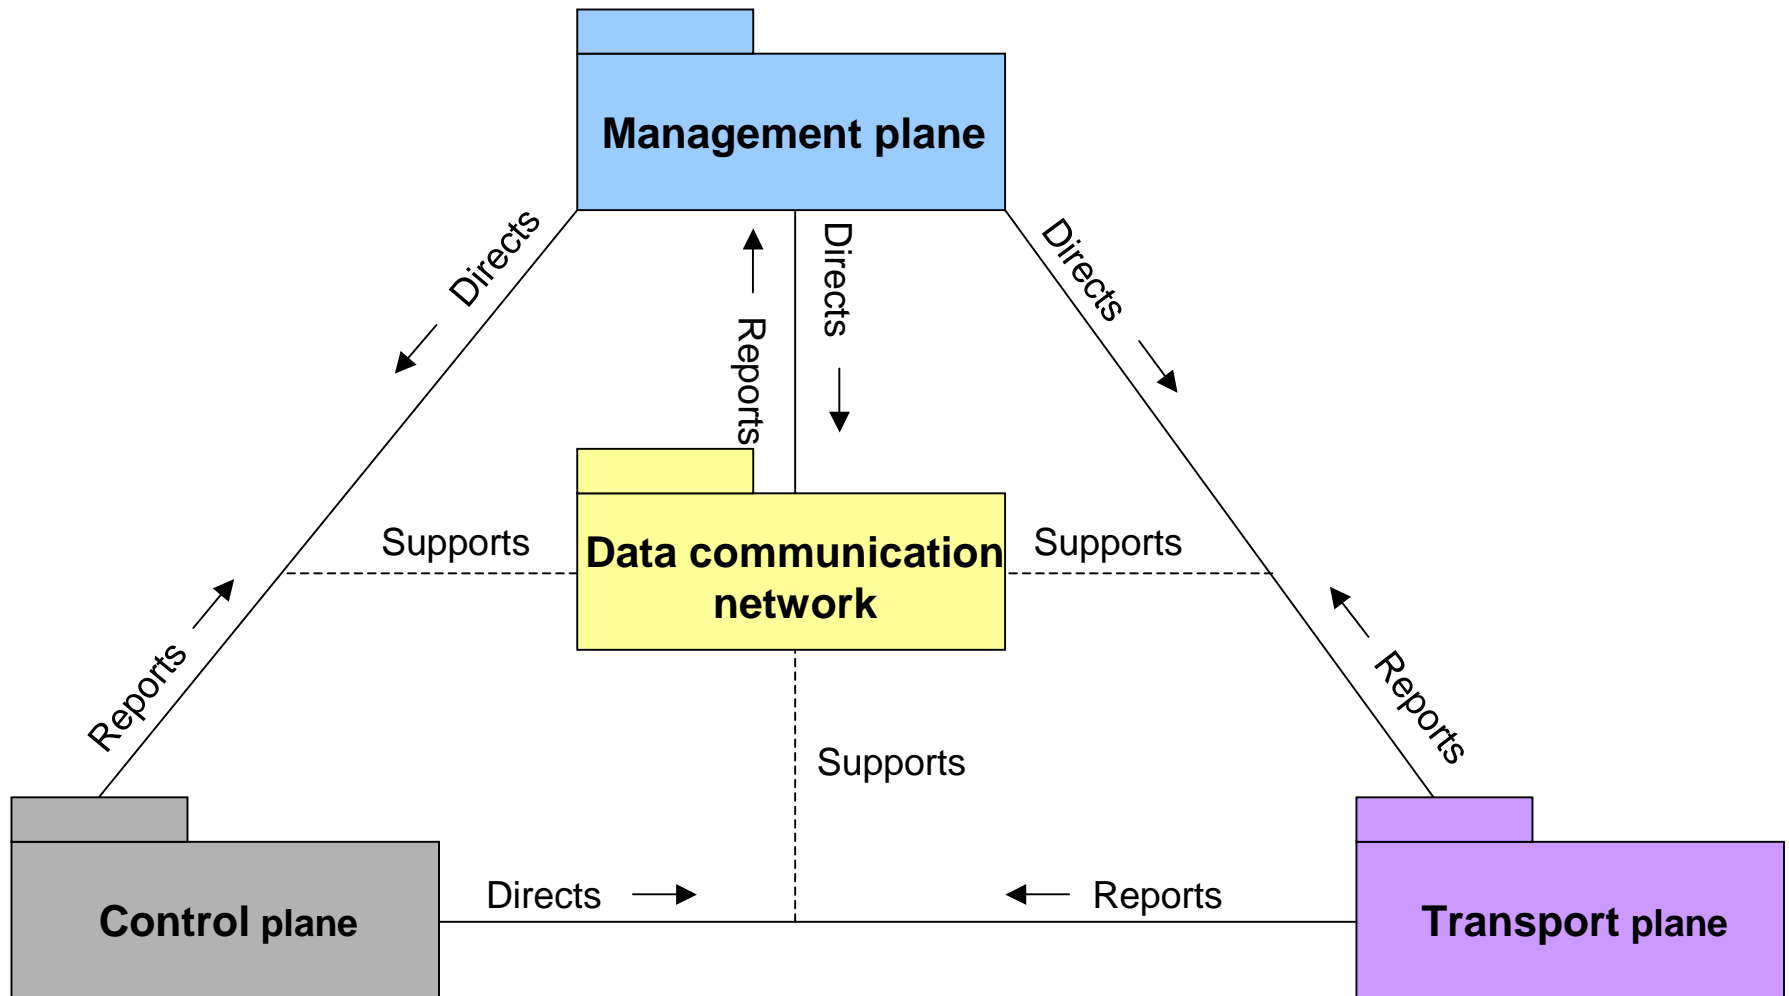 Management plane
Directs
Directs
Directs
Reports
Supports
Data communication
network
Supports
Reports
Reports
Supports
Control plane
Directs
Reports
Transport plane